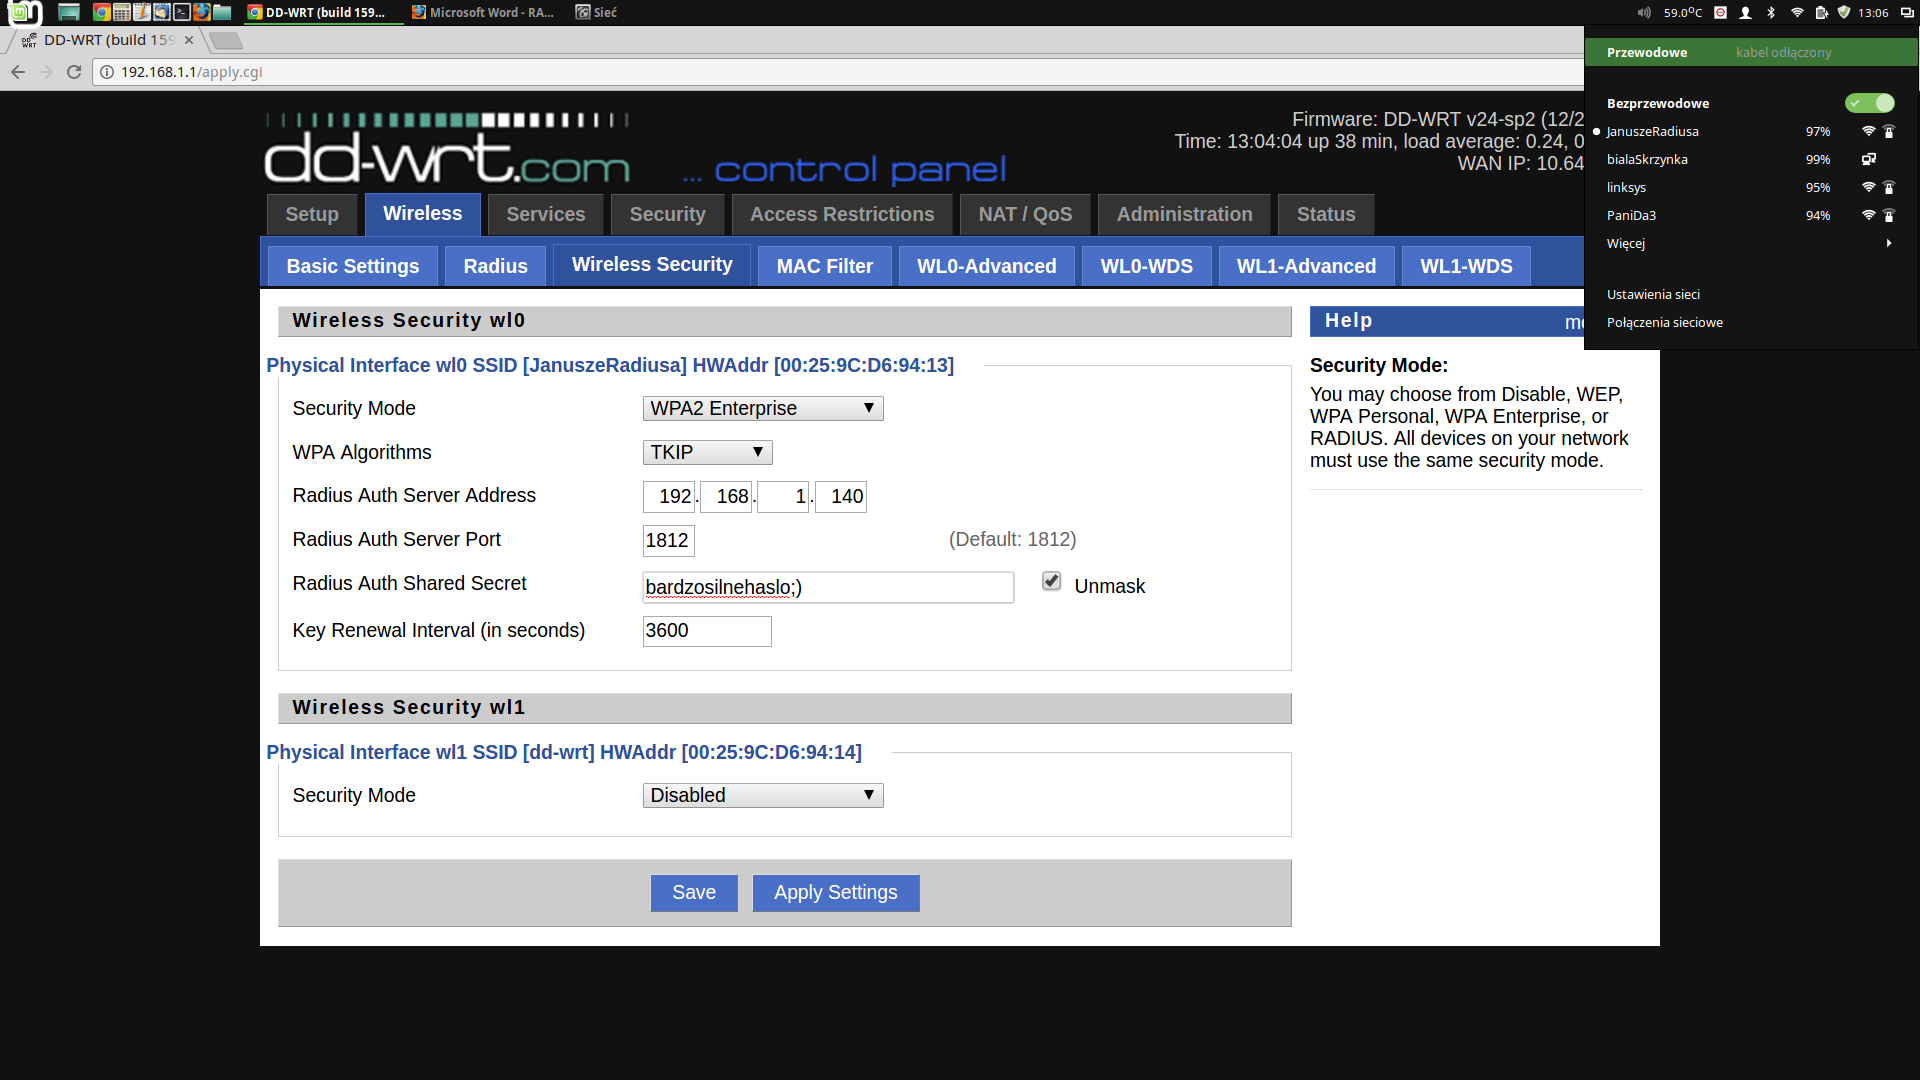 DD-WRT (build 159...
Microsoft Word - RA...
Sieć
59.0°C
13:06
DD-WRT (build 159
192.168.1.1/apply.cgi
Przewodowe kabel odłączony
Bezprzewodowe
JanuszeRadiusa 97%
bialaSkrzynka 99%
linksys 95%
PaniDa3 94%
Więcej
Ustawienia sieci
Połączenia sieciowe
dd-wrt.com ... control panel
Firmware: DD-WRT v24-sp2 (12/2
Time: 13:04:04 up 38 min, load average: 0.24, 0
WAN IP: 10.64
Setup Wireless Services Security Access Restrictions NAT / QoS Administration Status
Basic Settings Radius Wireless Security MAC Filter WL0-Advanced WL0-WDS WL1-Advanced WL1-WDS
Wireless Security wl0
Physical Interface wl0 SSID [JanuszeRadiusa] HWAddr [00:25:9C:D6:94:13]
Security Mode WPA2 Enterprise
WPA Algorithms TKIP
Radius Auth Server Address 192.168.1.140
Radius Auth Server Port 1812 (Default: 1812)
Radius Auth Shared Secret bardzosilnehaslo;) Unmask
Key Renewal Interval (in seconds) 3600
Wireless Security wl1
Physical Interface wl1 SSID [dd-wrt] HWAddr [00:25:9C:D6:94:14]
Security Mode Disabled
Save Apply Settings
Help
Security Mode:
You may choose from Disable, WEP,
WPA Personal, WPA Enterprise, or
RADIUS. All devices on your network
must use the same security mode.